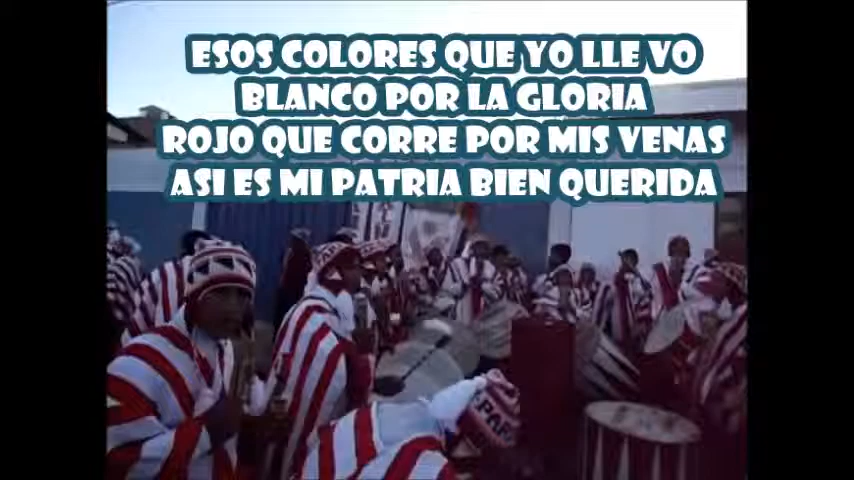 ESOS COLORES QUE YO LLE VO
BLANCO POR LA GLORIA
ROJO QUE CORRE POR MIS VENAS
ASI ES MI PATRIA BIEN QUERIDA